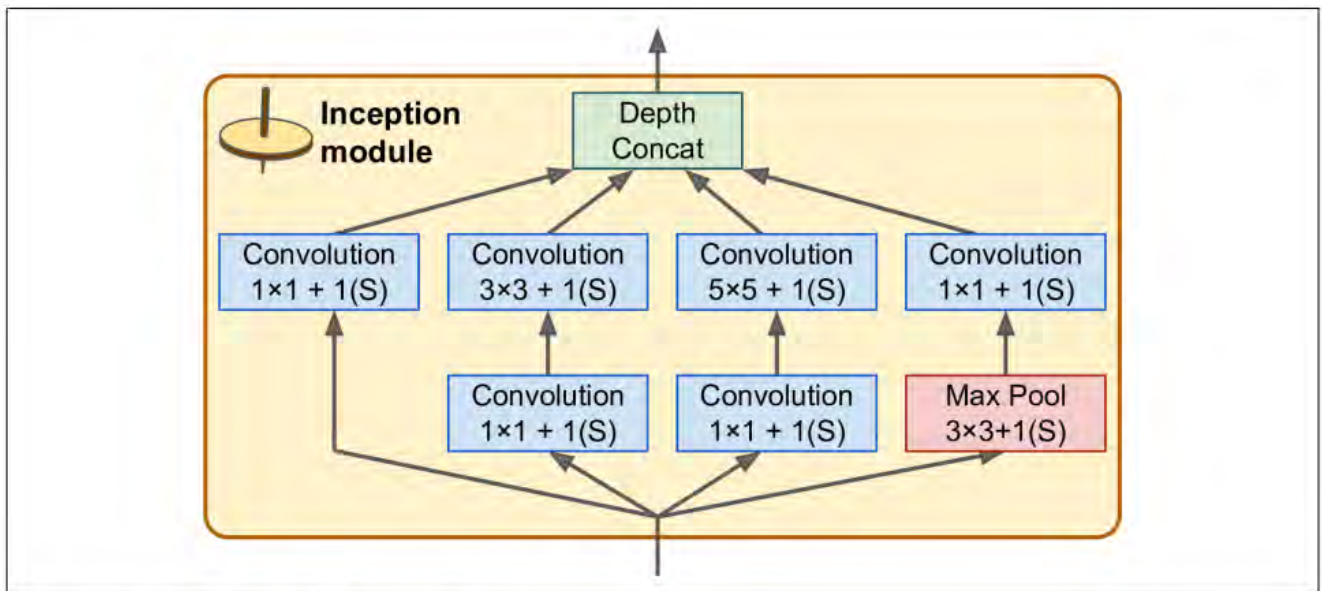 Inception
module
Depth
Concat
Convolution
1×1 + 1(S)
Convolution
3×3 + 1(S)
Convolution
5×5 + 1(S)
Convolution
1×1 + 1(S)
Convolution
1×1 + 1(S)
Convolution
1×1 + 1(S)
Max Pool
3×3+1(S)